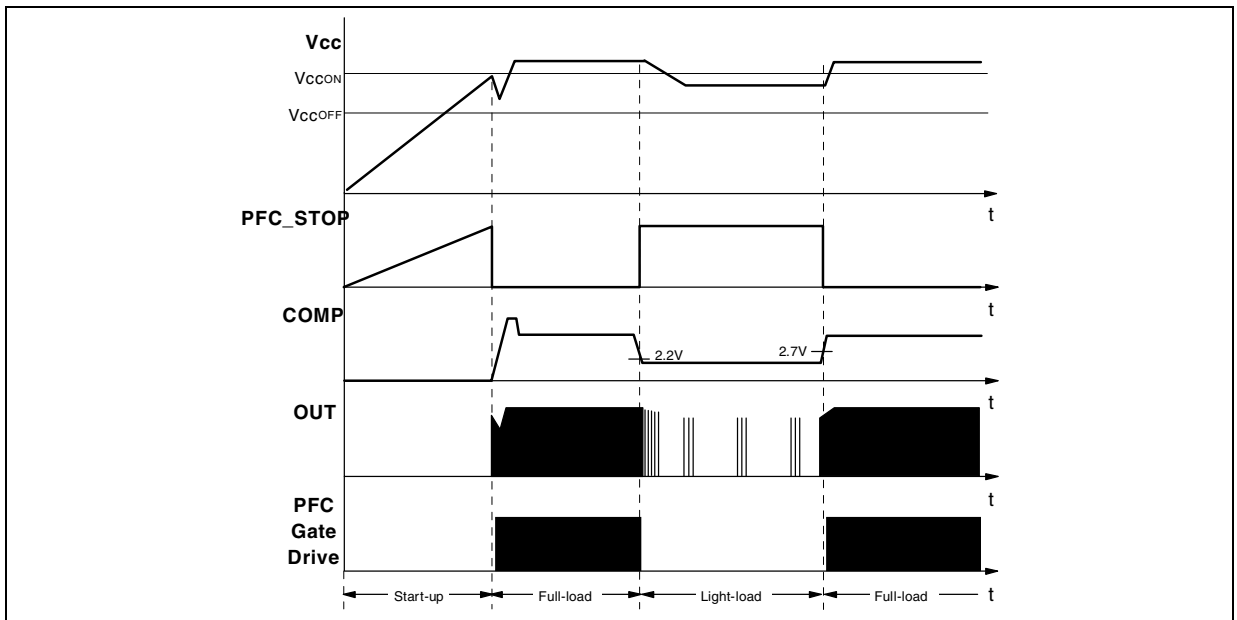 Vcc
VccON
VccOFF
t
PFC_STOP
t
COMP
2.2V
2.7V
t
OUT
t
PFC
Gate
Drive
Start-up
Full-load
Light-load
Full-load
t